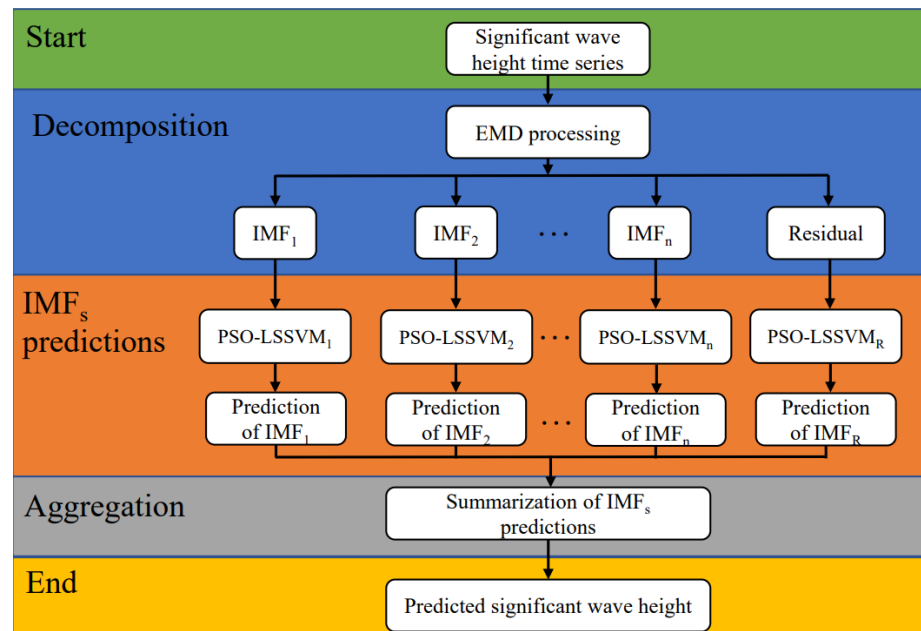 Start
Significant wave
height time series
Decomposition
EMD processing
IMF₁
IMF₂
...
IMFₙ
Residual
IMFₛ
predictions
PSO-LSSVM₁
PSO-LSSVM₂
...
PSO-LSSVMₙ
PSO-LSSVM_R
Prediction
of IMF₁
Prediction
of IMF₂
...
Prediction
of IMFₙ
Prediction
of IMF_R
Aggregation
Summarization of IMFₛ
predictions
End
Predicted significant wave height